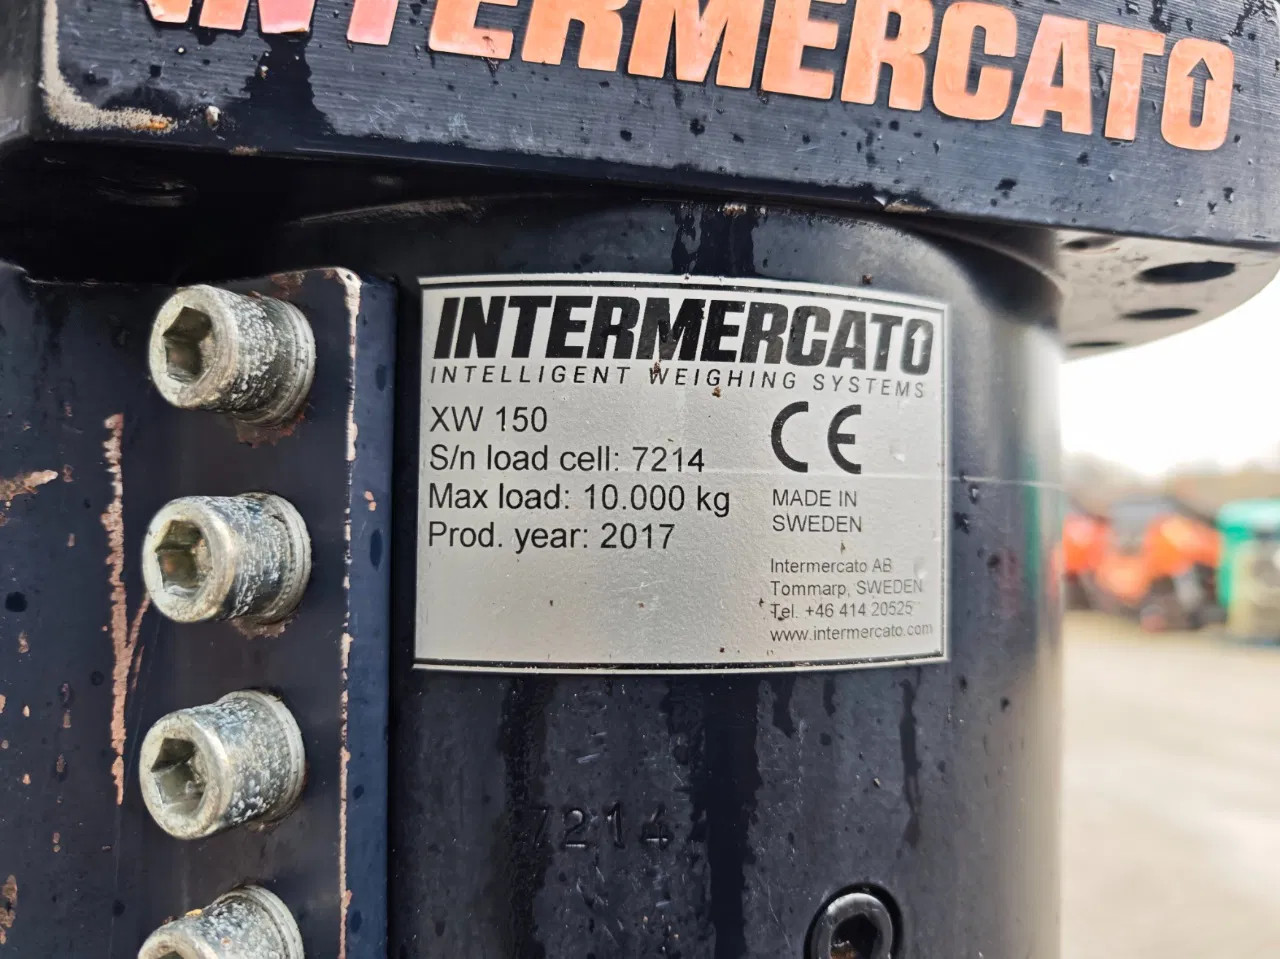 INTERMERCATO
INTERMERCATO
INTELLIGENT WEIGHING SYSTEMS
XW 150
S/n load cell: 7214
Max load: 10.000 kg
Prod. year: 2017
CE
MADE IN
SWEDEN
Intermercato AB
Tommarp, SWEDEN
Tel. +46 414 20525
www.intermercato.com
7214